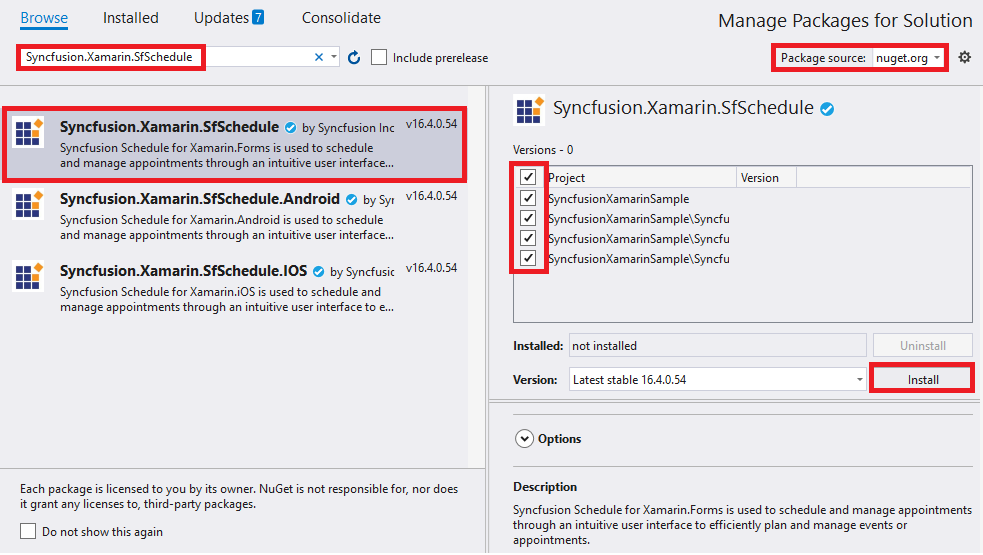 Browse Installed Updates 7 Consolidate
Manage Packages for Solution
Syncfusion.Xamarin.SfSchedule
Include prerelease
Package source: nuget.org
Syncfusion.Xamarin.SfSchedule by Syncfusion Inc v16.4.0.54
Syncfusion Schedule for Xamarin.Forms is used to schedule
and manage appointments through an intuitive user interface...
Syncfusion.Xamarin.SfSchedule.Android by Syn v16.4.0.54
Syncfusion Schedule for Xamarin.Android is used to schedule
and manage appointments through an intuitive user interface...
Syncfusion.Xamarin.SfSchedule.IOS by Syncfusic v16.4.0.54
Syncfusion Schedule for Xamarin.iOS is used to schedule and
manage appointments through an intuitive user interface to e...
Each package is licensed to you by its owner. NuGet is not responsible for, nor does
it grant any licenses to, third-party packages.
Do not show this again
Syncfusion.Xamarin.SfSchedule
Versions - 0
Project Version
SyncfusionXamarinSample
SyncfusionXamarinSample\Syncfu
SyncfusionXamarinSample\Syncfu
SyncfusionXamarinSample\Syncfu
Installed: not installed Uninstall
Version: Latest stable 16.4.0.54 Install
Options
Description
Syncfusion Schedule for Xamarin.Forms is used to schedule and manage appointments
through an intuitive user interface to efficiently plan and manage events or
appointments.